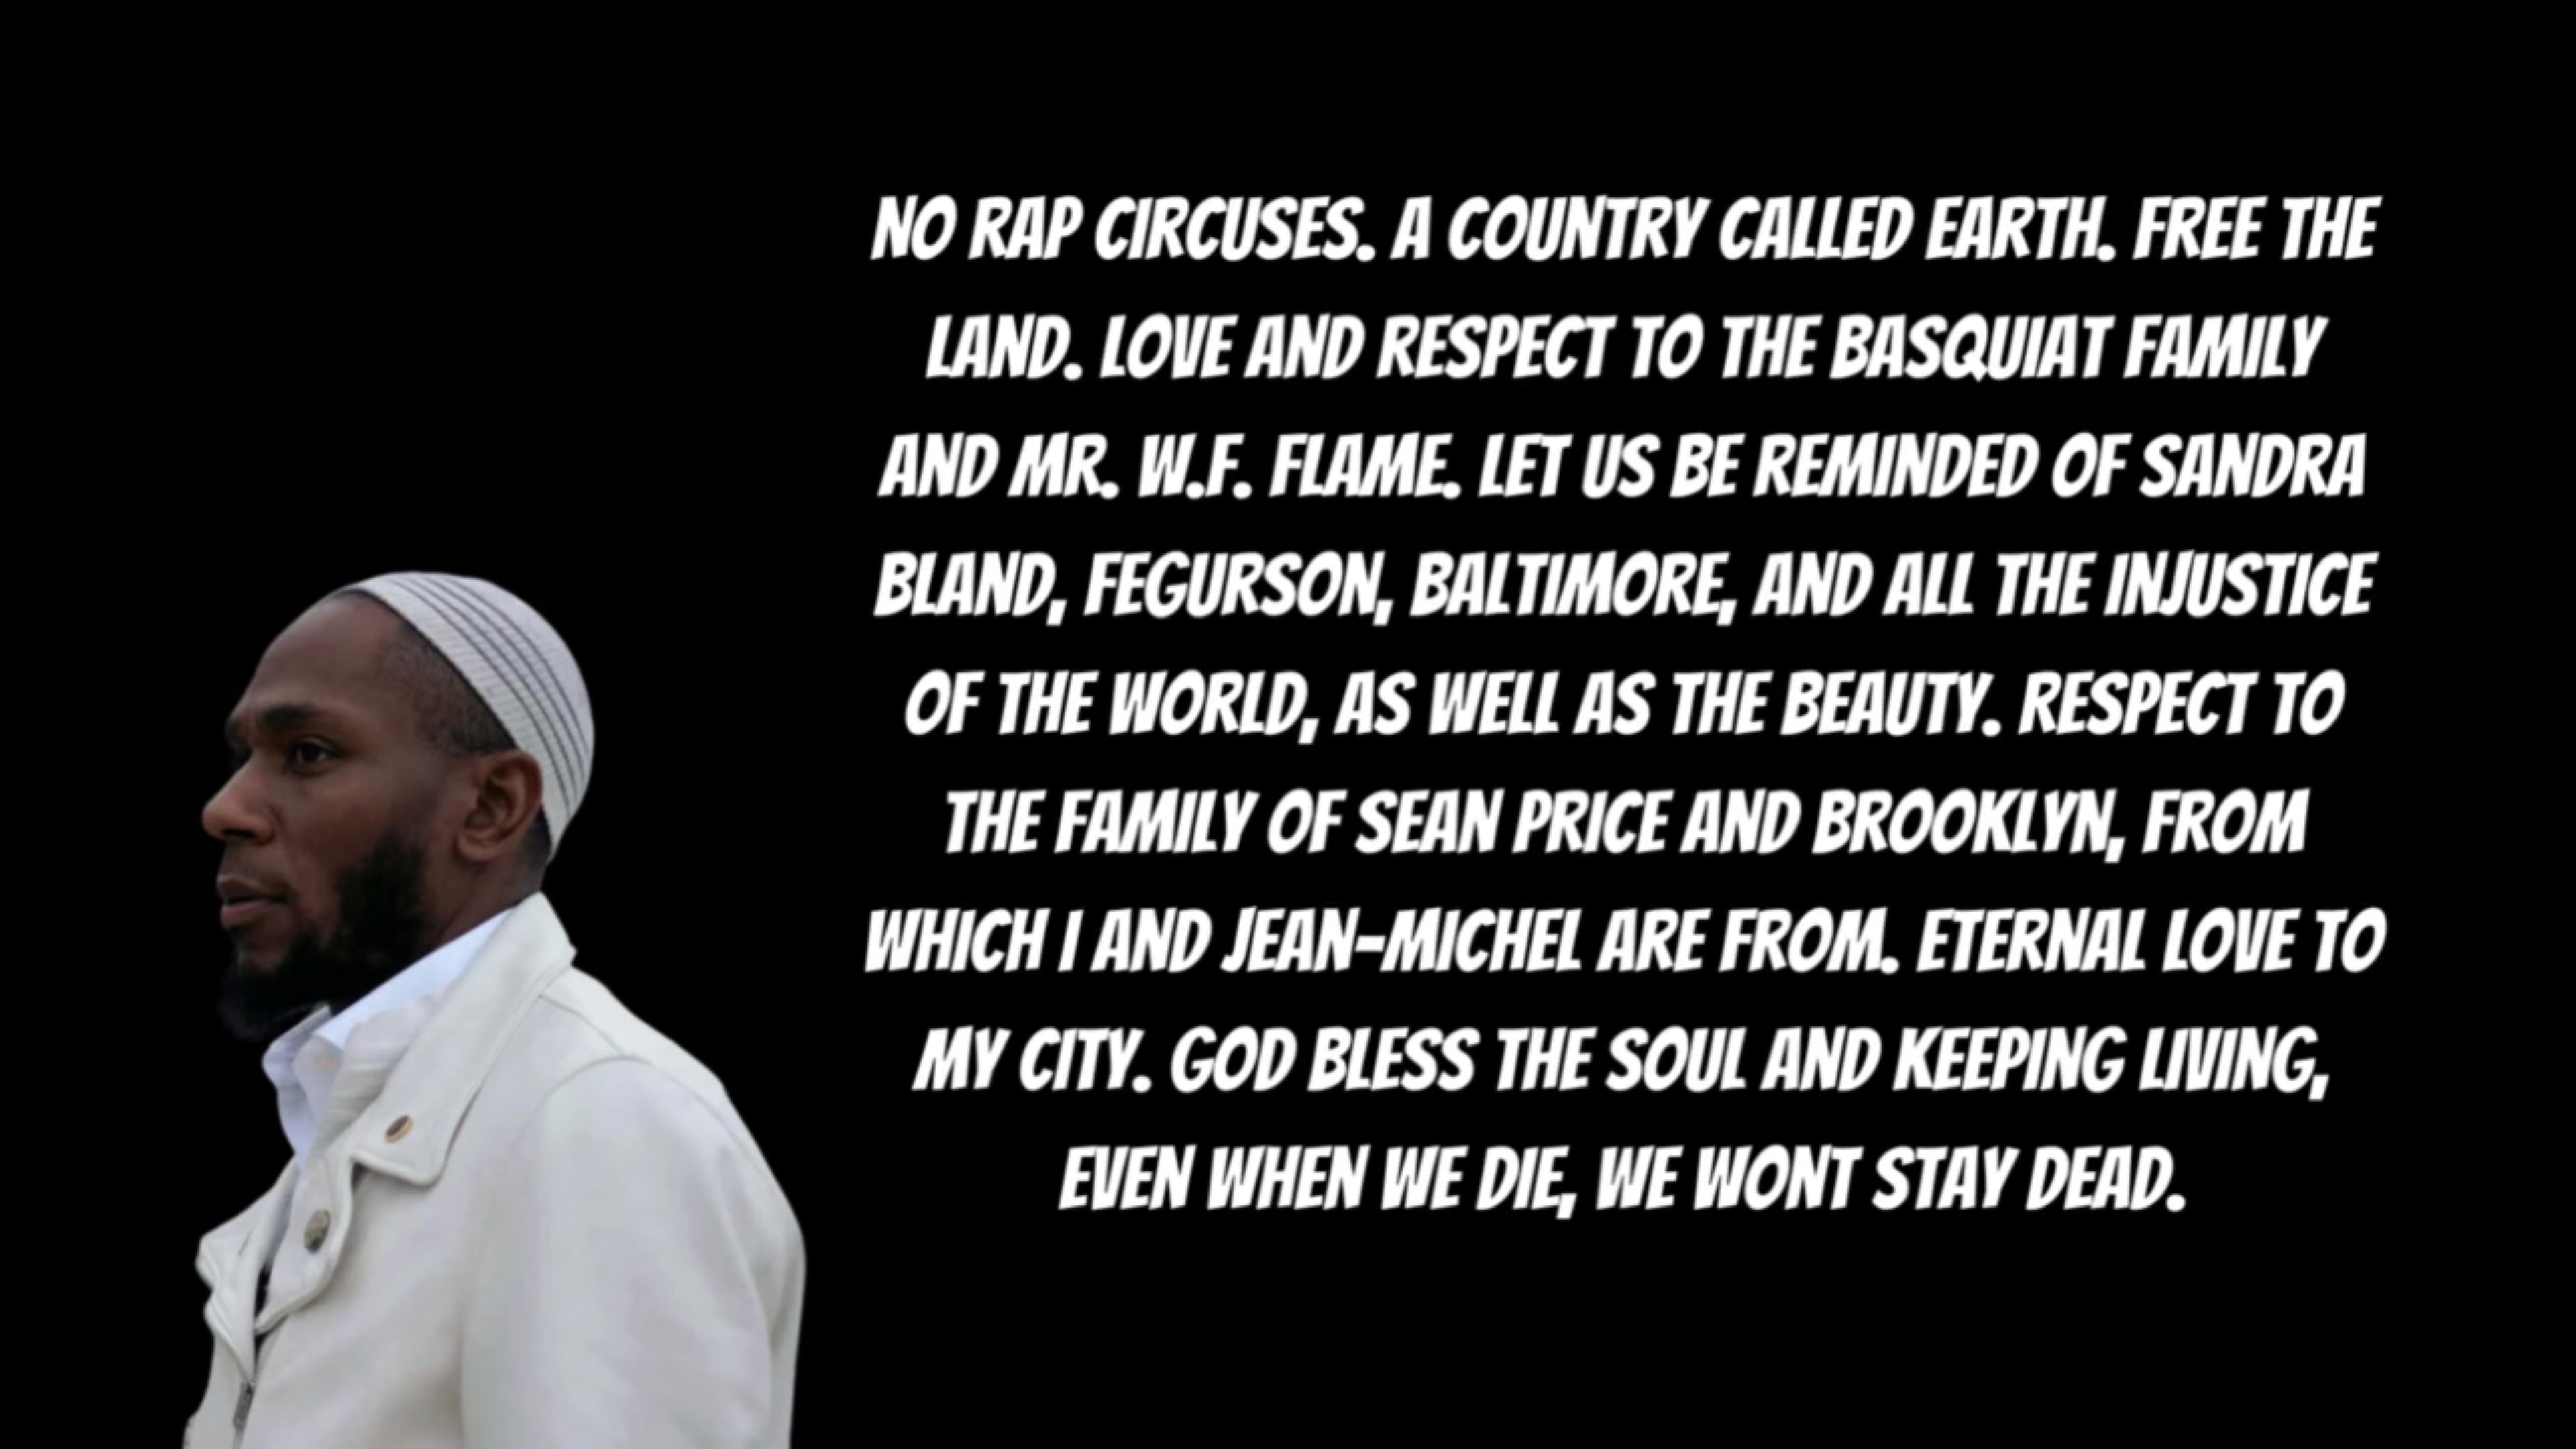 NO RAP CIRCUSES. A COUNTRY CALLED EARTH. FREE THE
LAND. LOVE AND RESPECT TO THE BASQUIAT FAMILY
AND MR. W.F. FLAME. LET US BE REMINDED OF SANDRA
BLAND, FEGURSON, BALTIMORE, AND ALL THE INJUSTICE
OF THE WORLD, AS WELL AS THE BEAUTY. RESPECT TO
THE FAMILY OF SEAN PRICE AND BROOKLYN, FROM
WHICH I AND JEAN-MICHEL ARE FROM. ETERNAL LOVE TO
MY CITY. GOD BLESS THE SOUL AND KEEPING LIVING,
EVEN WHEN WE DIE, WE WONT STAY DEAD.